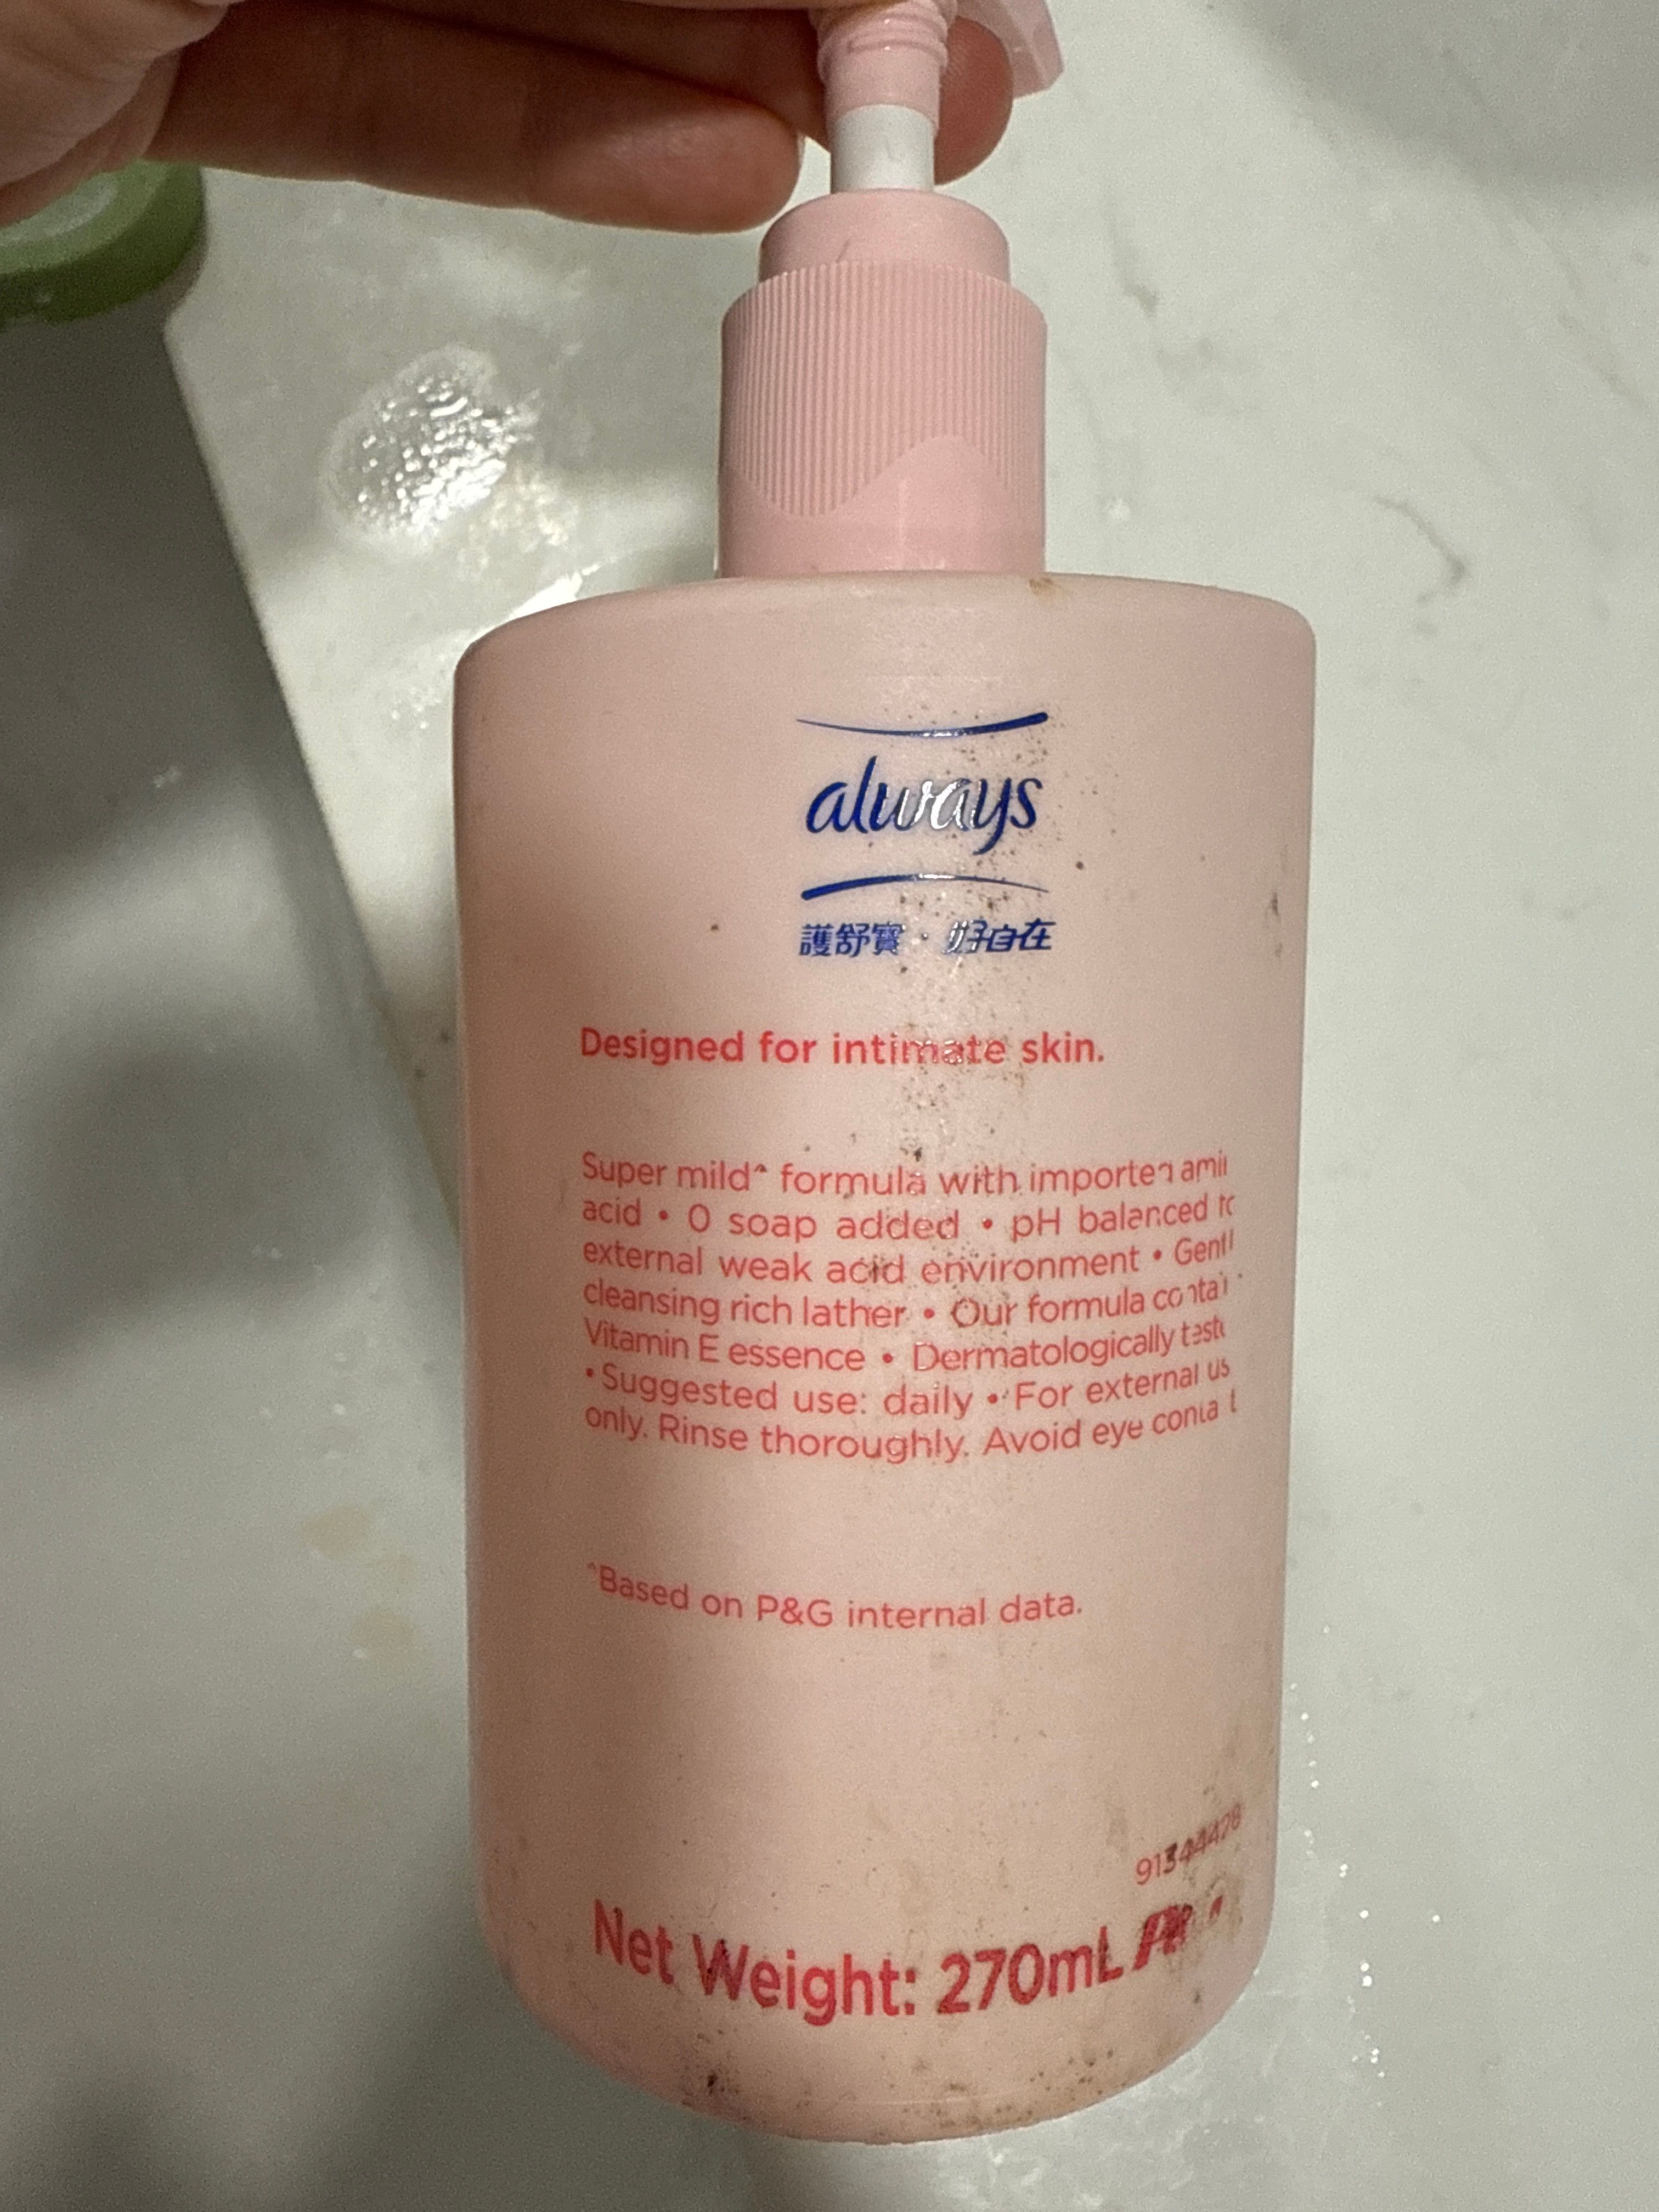 always
護舒寶 · 好自在
Designed for intimate skin.
Super mild^ formula with imported
acid • 0 soap added • pH balanced
external weak acid environment •
cleansing rich lather • Our formula
Vitamin E essence • Dermatologically
• Suggested use: daily • For external
only. Rinse thoroughly. Avoid eye
^Based on P&G internal data.
91344428
Net Weight: 270mL